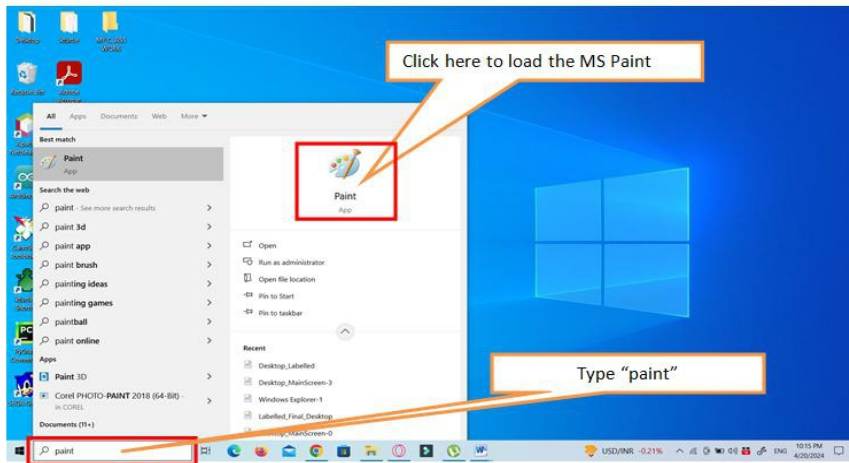 Desktop
Click here to load the MS Paint
All Apps Documents Web More
Best match
Paint
App
Search the web
paint - See more search results
paint 3d
paint app
paint brush
painting ideas
painting games
paintball
paint online
Apps
Paint 3D
Corel PHOTO-PAINT 2018 (64-Bit) -
in COREL
Documents (11+)
Paint
App
Open
Run as administrator
Open file location
Pin to Start
Pin to taskbar
Recent
Desktop_Labelled
Desktop_MainScreen-3
Windows Explorer-1
Labelled_Final_Desktop
Desktop_MainScreen-0
Type “paint”
paint
USD/INR -0.21%
ENG
10:15 PM
4/20/2024